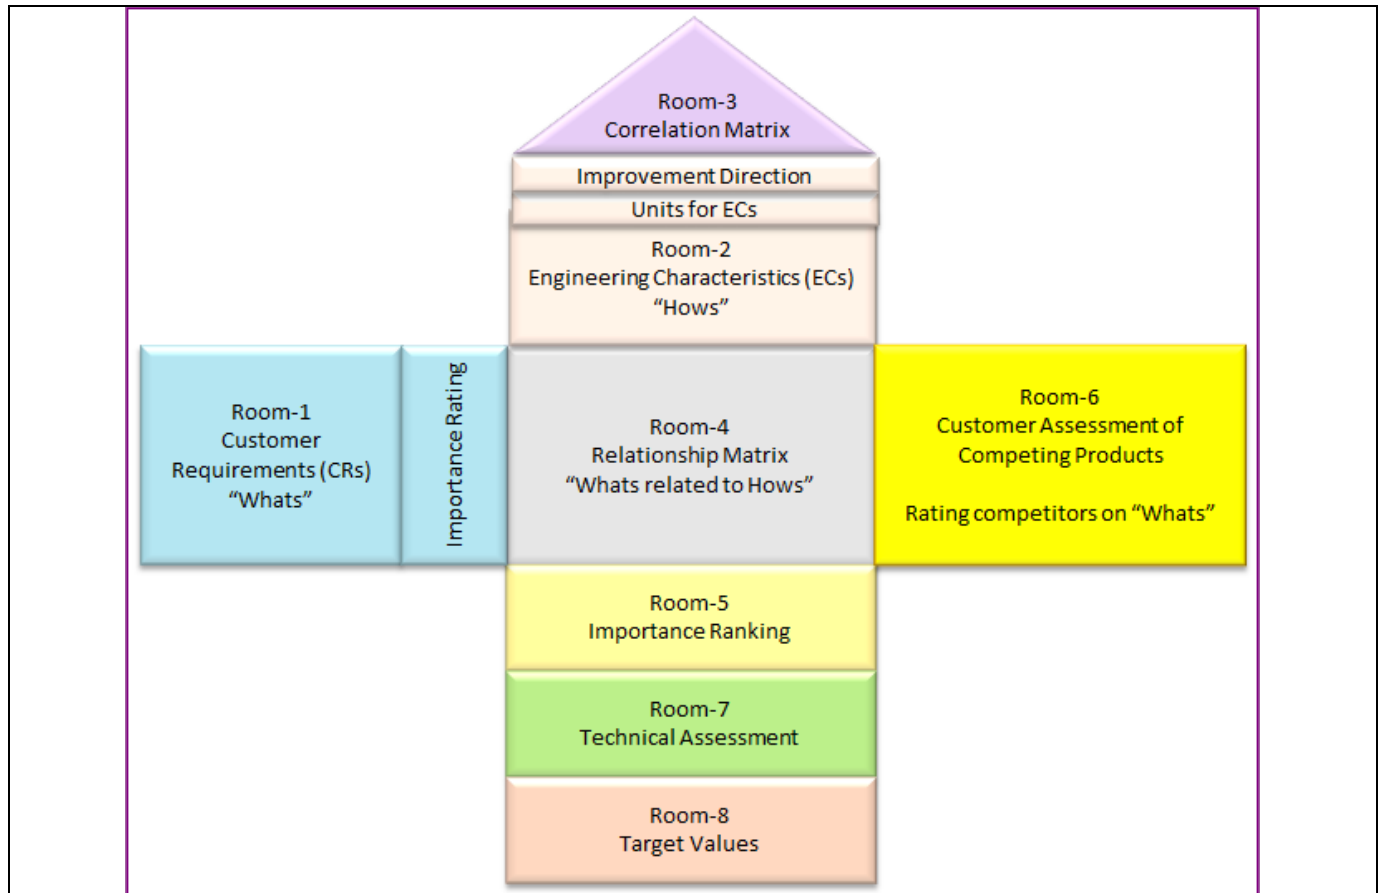 Room-3
Correlation Matrix
Improvement Direction
Units for ECs
Room-2
Engineering Characteristics (ECs)
“Hows”
Room-1
Customer
Requirements (CRs)
“Whats”
Importance Rating
Room-4
Relationship Matrix
“Whats related to Hows”
Room-6
Customer Assessment of
Competing Products
Rating competitors on “Whats”
Room-5
Importance Ranking
Room-7
Technical Assessment
Room-8
Target Values